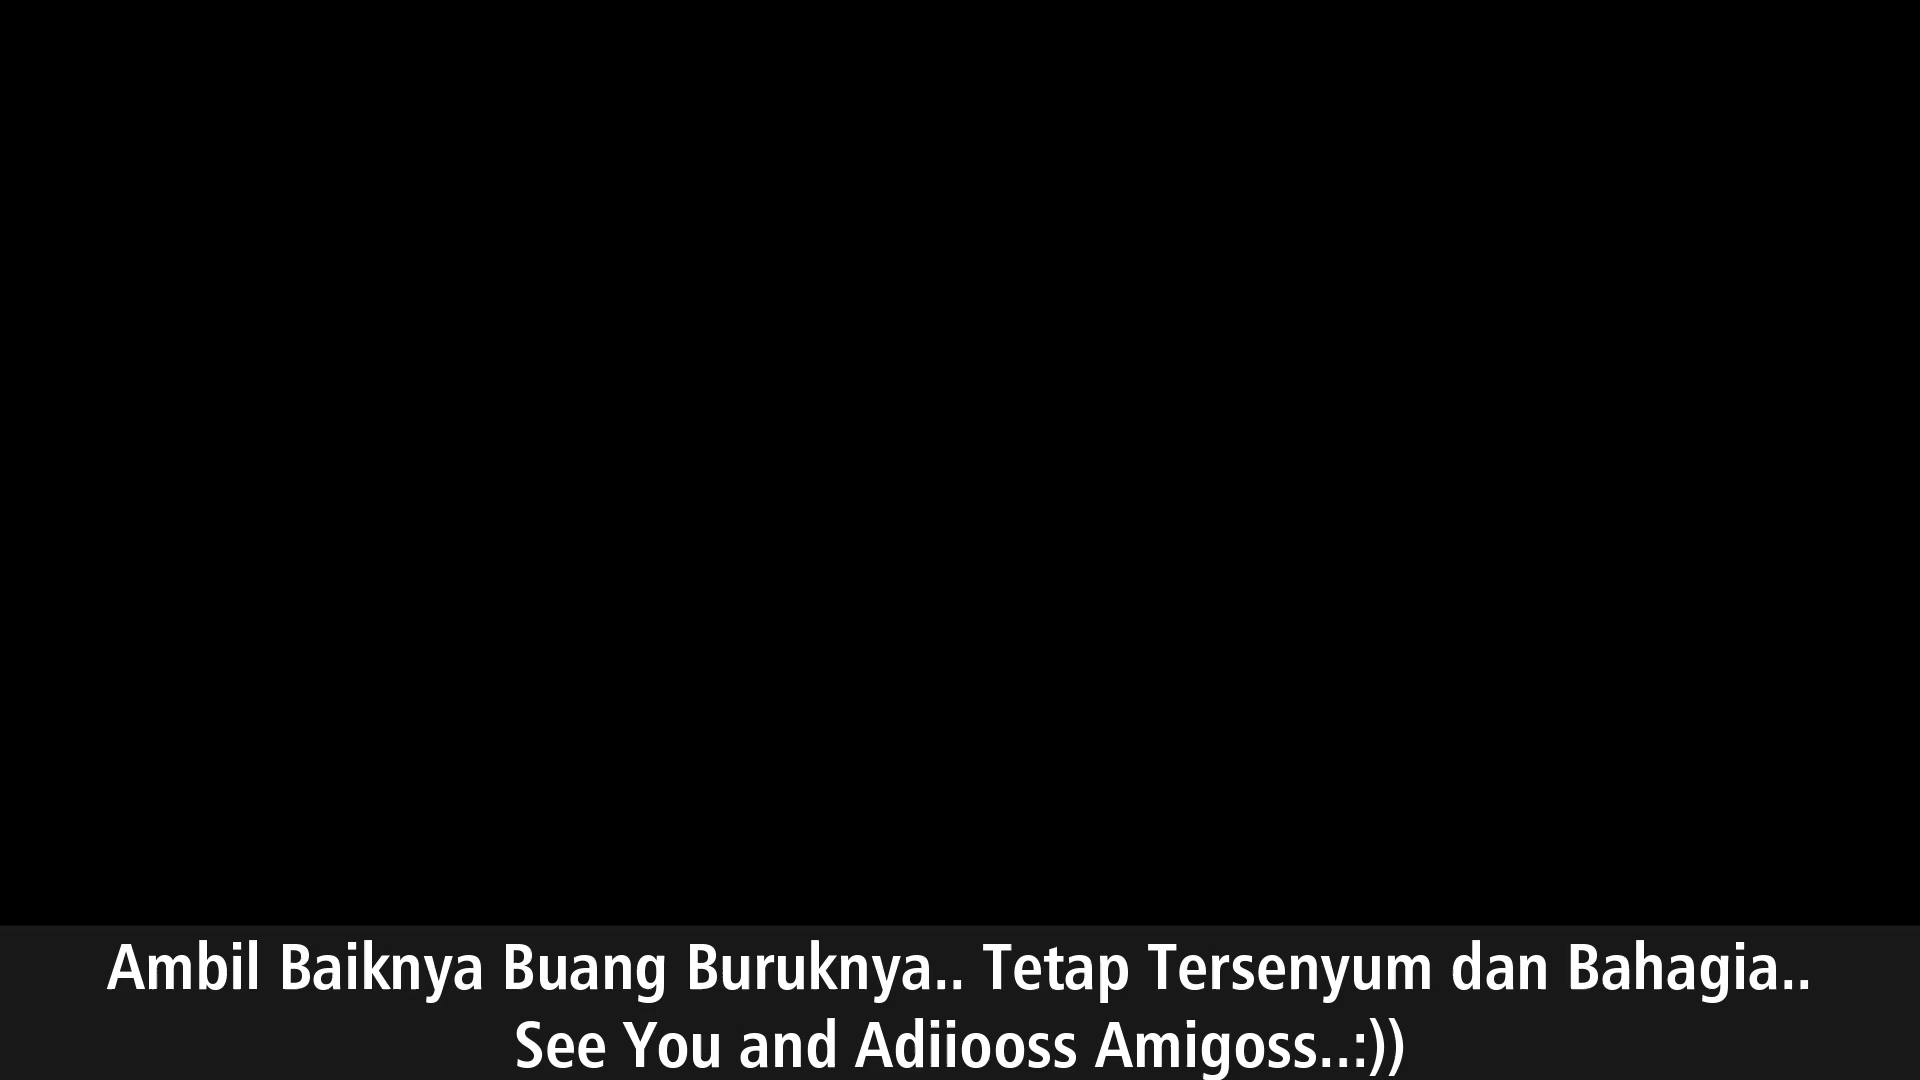 Ambil Baiknya Buang Buruknya.. Tetap Tersenyum dan Bahagia..
See You and Adiiooss Amigoss..:))